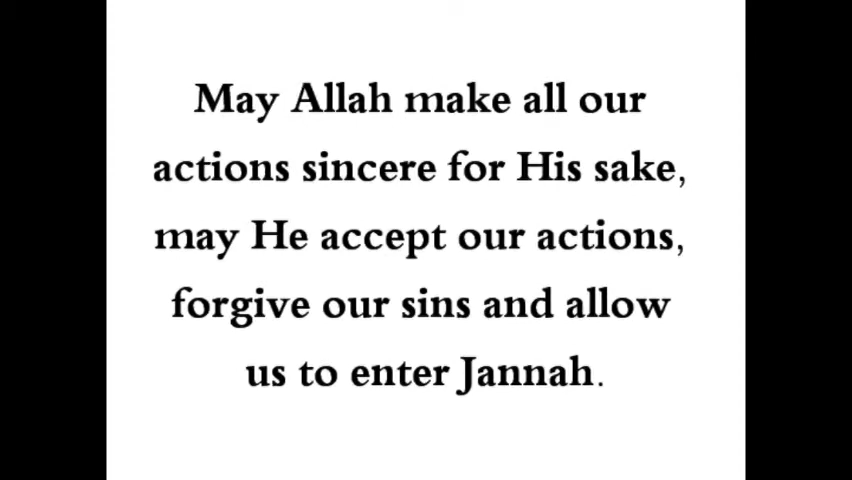 May Allah make all our
actions sincere for His sake,
may He accept our actions,
forgive our sins and allow
us to enter Jannah.